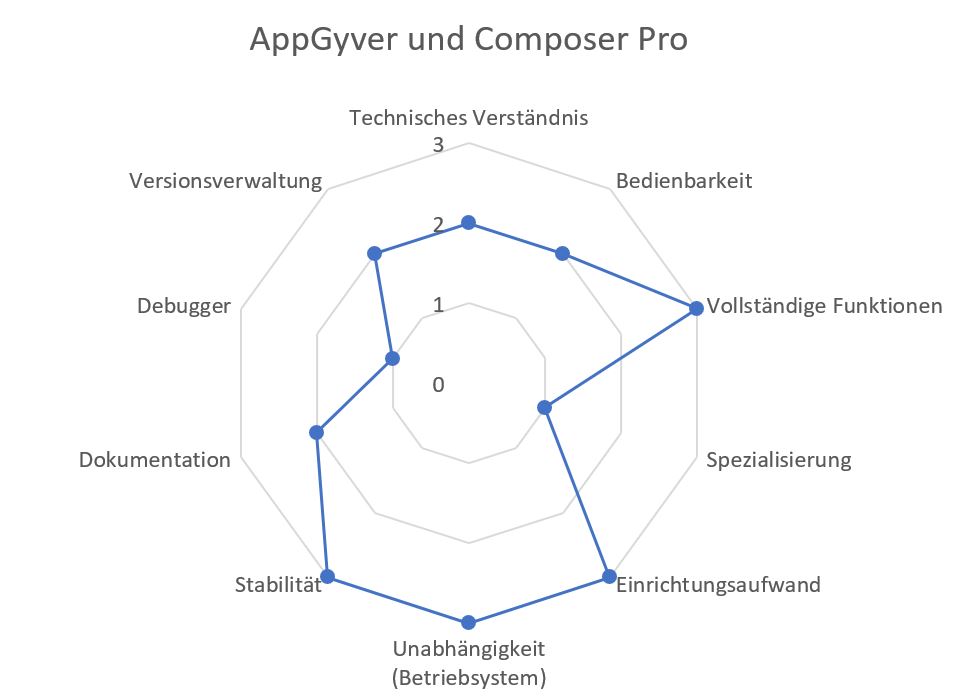 AppGyver und Composer Pro
Technisches Verständnis
3
Versionsverwaltung
Bedienbarkeit
2
Debugger
1
Vollständige Funktionen
0
Dokumentation
Spezialisierung
Stabilität
Einrichtungsaufwand
Unabhängigkeit
(Betriebsystem)